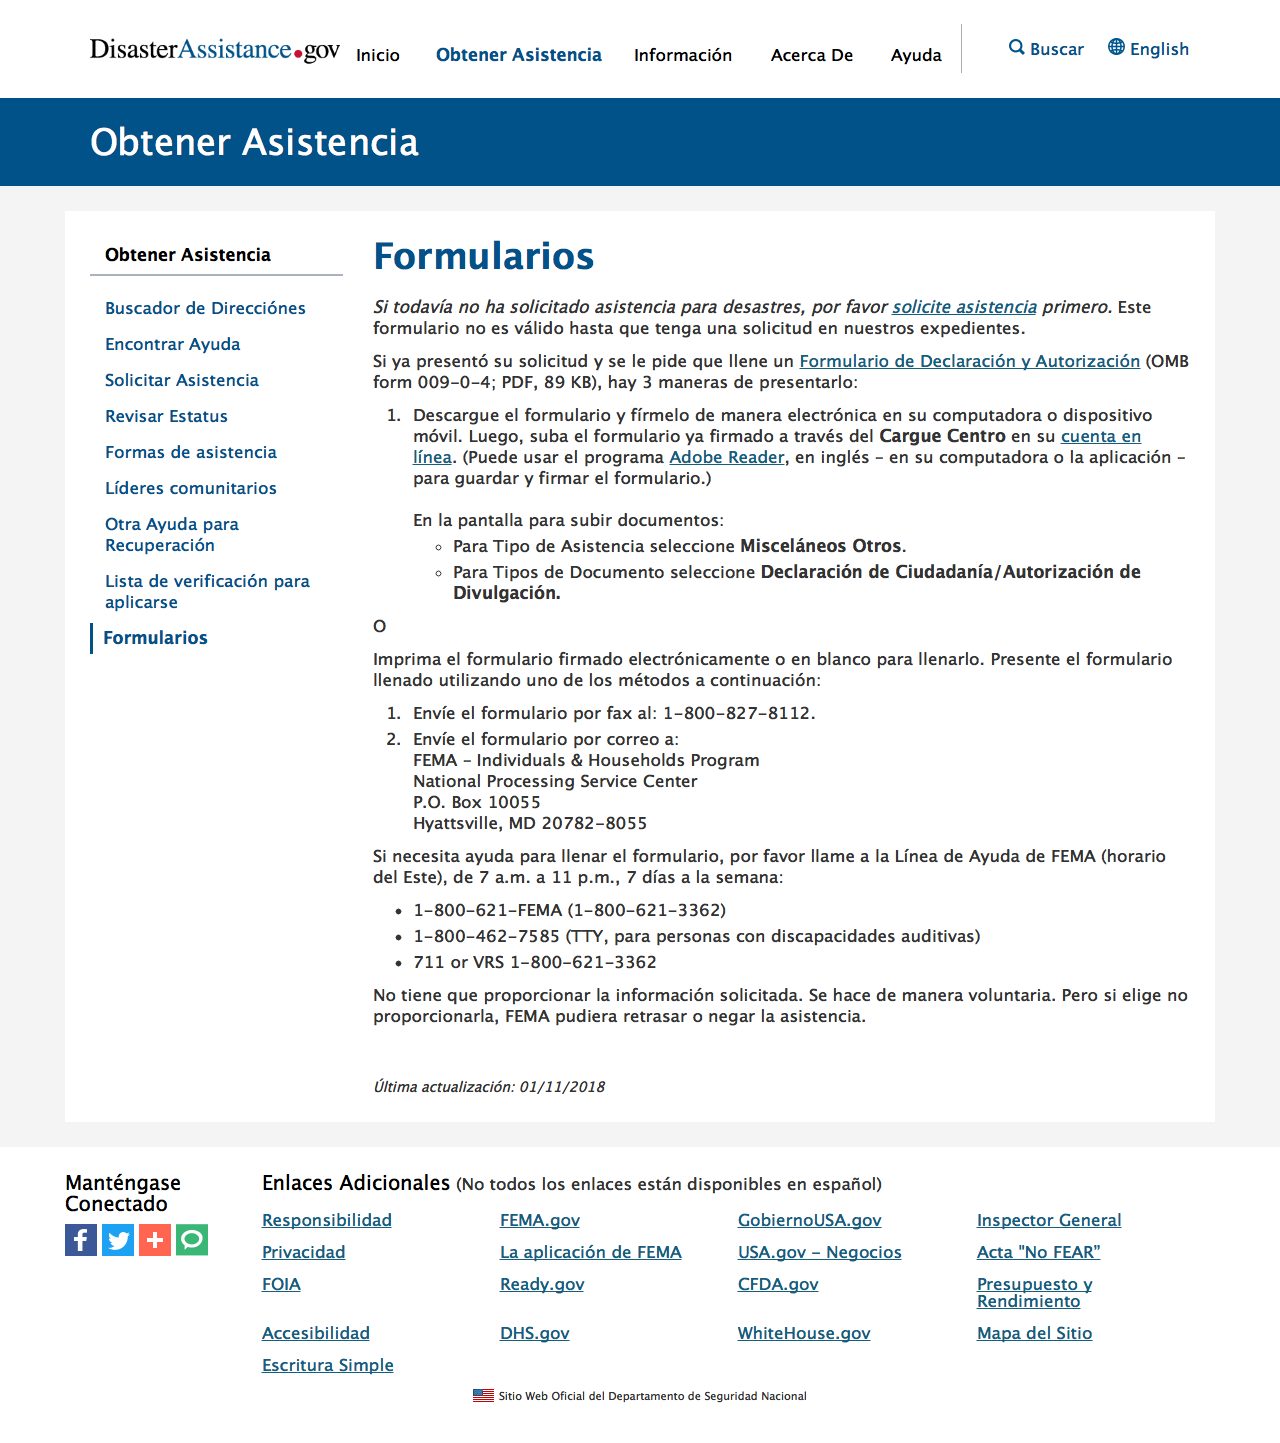 DisasterAssistance.gov
Inicio
Obtener Asistencia
Información
Acerca De
Ayuda
Buscar
English
Obtener Asistencia
Obtener Asistencia
Buscador de Direcciónes
Encontrar Ayuda
Solicitar Asistencia
Revisar Estatus
Formas de asistencia
Líderes comunitarios
Otra Ayuda para
Recuperación
Lista de verificación para
aplicarse
Formularios
Formularios
Si todavía no ha solicitado asistencia para desastres, por favor solicite asistencia primero. Este
formulario no es válido hasta que tenga una solicitud en nuestros expedientes.
Si ya presentó su solicitud y se le pide que llene un Formulario de Declaración y Autorización (OMB
form 009-0-4; PDF, 89 KB), hay 3 maneras de presentarlo:
1. Descargue el formulario y fírmelo de manera electrónica en su computadora o dispositivo
móvil. Luego, suba el formulario ya firmado a través del Cargue Centro en su cuenta en
línea. (Puede usar el programa Adobe Reader, en inglés – en su computadora o la aplicación –
para guardar y firmar el formulario.)
En la pantalla para subir documentos:
◦ Para Tipo de Asistencia seleccione Misceláneos Otros.
◦ Para Tipos de Documento seleccione Declaración de Ciudadanía/Autorización de
Divulgación.
O
Imprima el formulario firmado electrónicamente o en blanco para llenarlo. Presente el formulario
llenado utilizando uno de los métodos a continuación:
1. Envíe el formulario por fax al: 1-800-827-8112.
2. Envíe el formulario por correo a:
FEMA – Individuals & Households Program
National Processing Service Center
P.O. Box 10055
Hyattsville, MD 20782-8055
Si necesita ayuda para llenar el formulario, por favor llame a la Línea de Ayuda de FEMA (horario
del Este), de 7 a.m. a 11 p.m., 7 días a la semana:
• 1-800-621-FEMA (1-800-621-3362)
• 1-800-462-7585 (TTY, para personas con discapacidades auditivas)
• 711 or VRS 1-800-621-3362
No tiene que proporcionar la información solicitada. Se hace de manera voluntaria. Pero si elige no
proporcionarla, FEMA pudiera retrasar o negar la asistencia.
Última actualización: 01/11/2018
Manténgase
Conectado
Enlaces Adicionales (No todos los enlaces están disponibles en español)
Responsibilidad
FEMA.gov
GobiernoUSA.gov
Inspector General
Privacidad
La aplicación de FEMA
USA.gov – Negocios
Acta "No FEAR”
FOIA
Ready.gov
CFDA.gov
Presupuesto y
Rendimiento
Accesibilidad
DHS.gov
WhiteHouse.gov
Mapa del Sitio
Escritura Simple
Sitio Web Oficial del Departamento de Seguridad Nacional